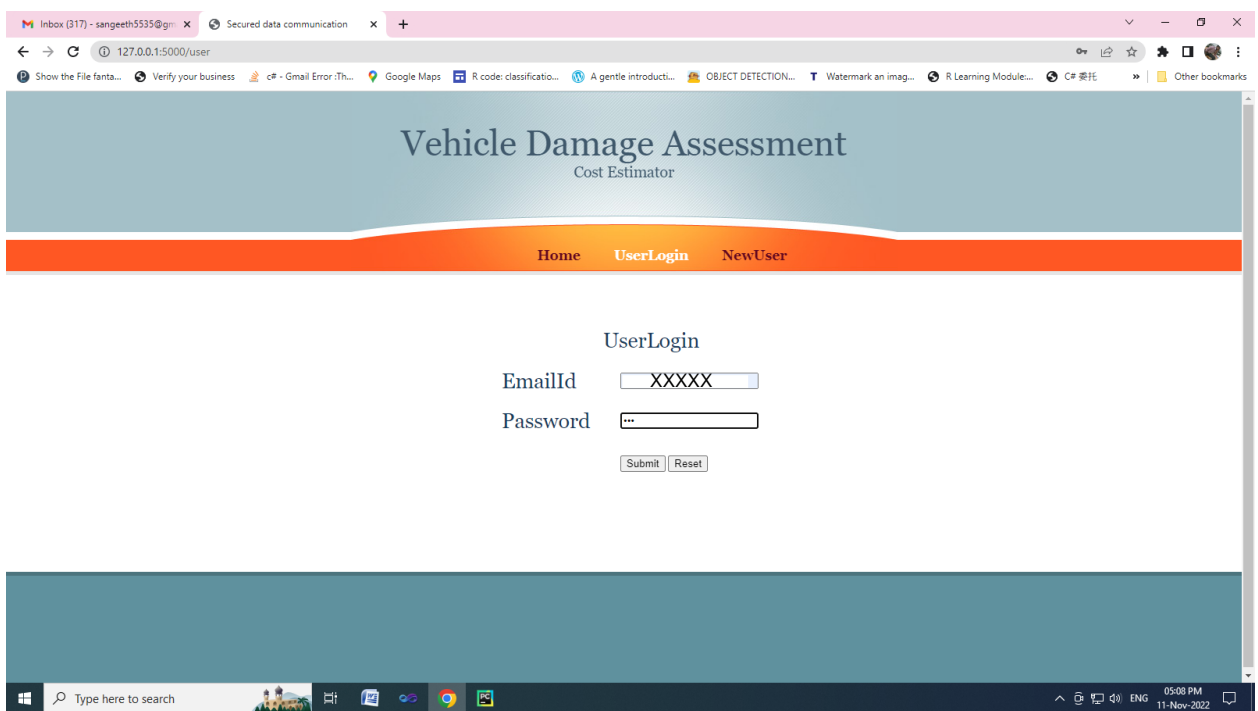 Inbox (317) - sangeeth5535@gm
Secured data communication
127.0.0.1:5000/user
Show the File fanta... Verify your business c# - Gmail Error :Th... Google Maps R code: classificatio... A gentle introducti... OBJECT DETECTION... Watermark an imag... R Learning Module:... C# 委托 » Other bookmarks
Vehicle Damage Assessment
Cost Estimator
Home UserLogin NewUser
UserLogin
EmailId XXXXX
Password
Submit Reset
Type here to search
ENG
05:08 PM
11-Nov-2022